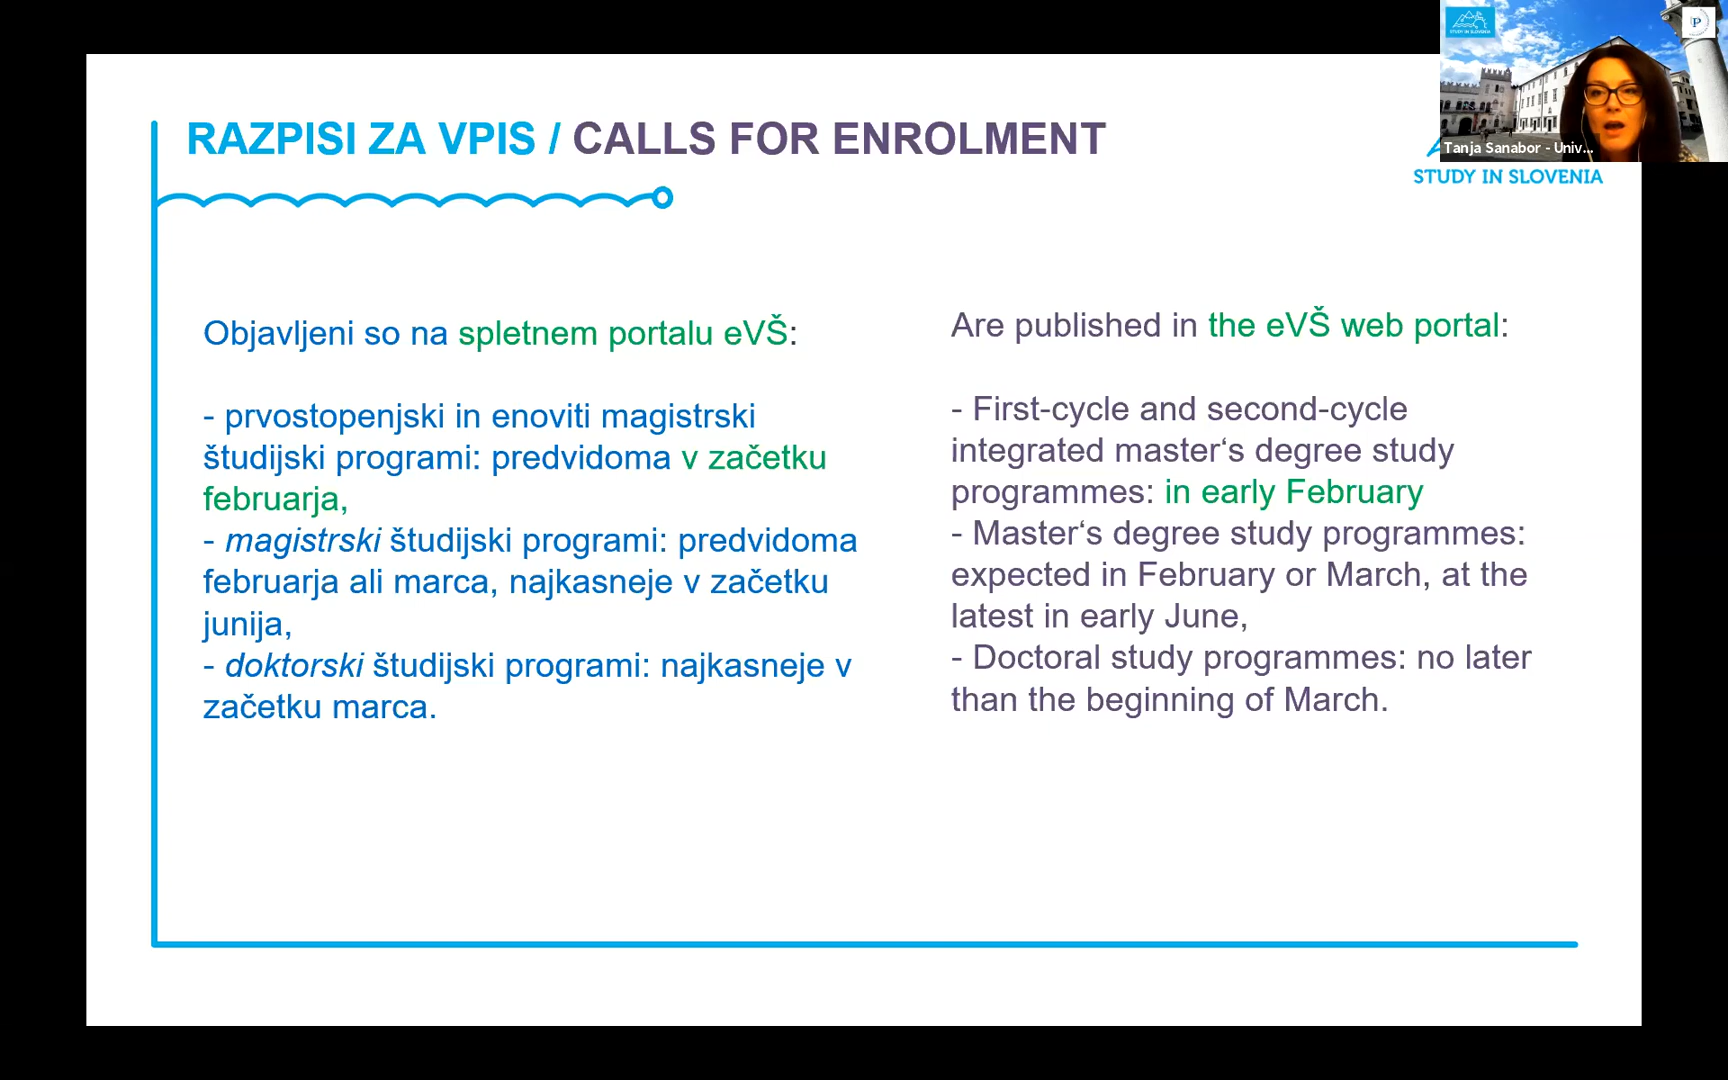 RAZPISI ZA VPIS / CALLS FOR ENROLMENT
STUDY IN SLOVENIA
P
Tanja Sanabor - Univ...
STUDY IN SLOVENIA
Objavljeni so na spletnem portalu eVŠ:
- prvostopenjski in enoviti magistrski
študijski programi: predvidoma v začetku
februarja,
- magistrski študijski programi: predvidoma
februarja ali marca, najkasneje v začetku
junija,
- doktorski študijski programi: najkasneje v
začetku marca.
Are published in the eVŠ web portal:
- First-cycle and second-cycle
integrated master‘s degree study
programmes: in early February
- Master‘s degree study programmes:
expected in February or March, at the
latest in early June,
- Doctoral study programmes: no later
than the beginning of March.